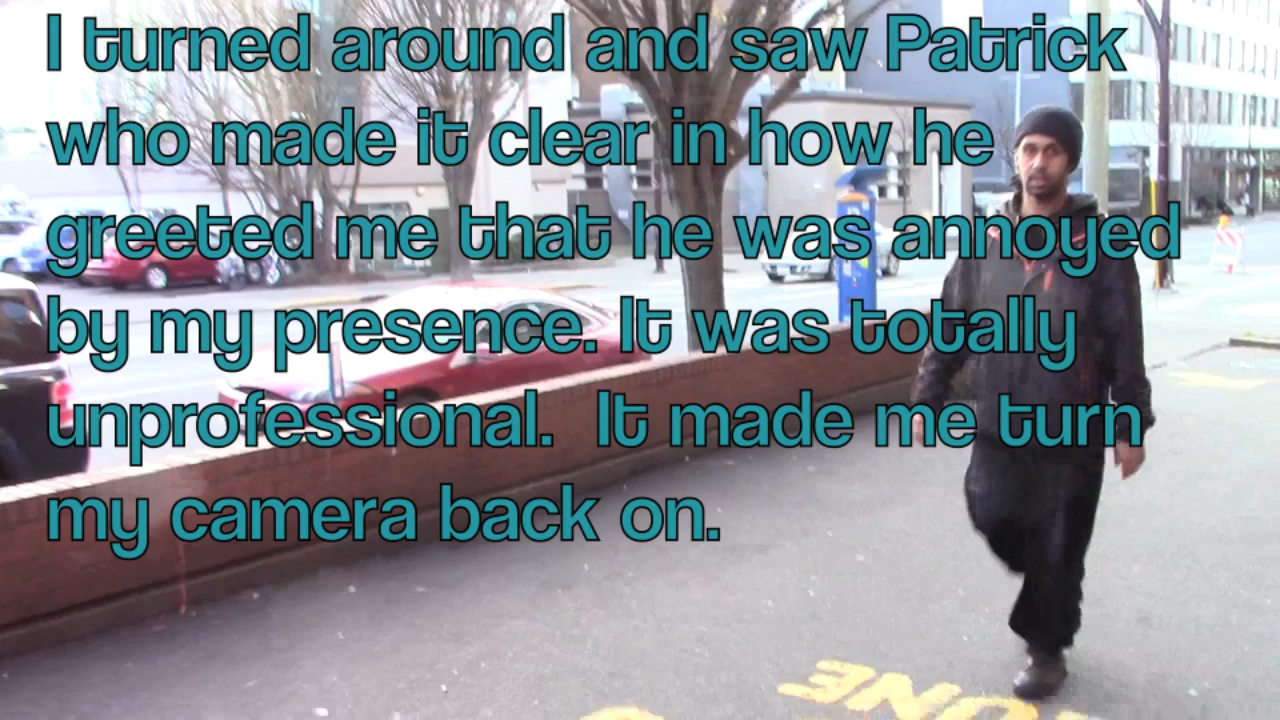 I turned around and saw Patrick
who made it clear in how he
greeted me that he was annoyed
by my presence. It was totally
unprofessional.  It made me turn
my camera back on.